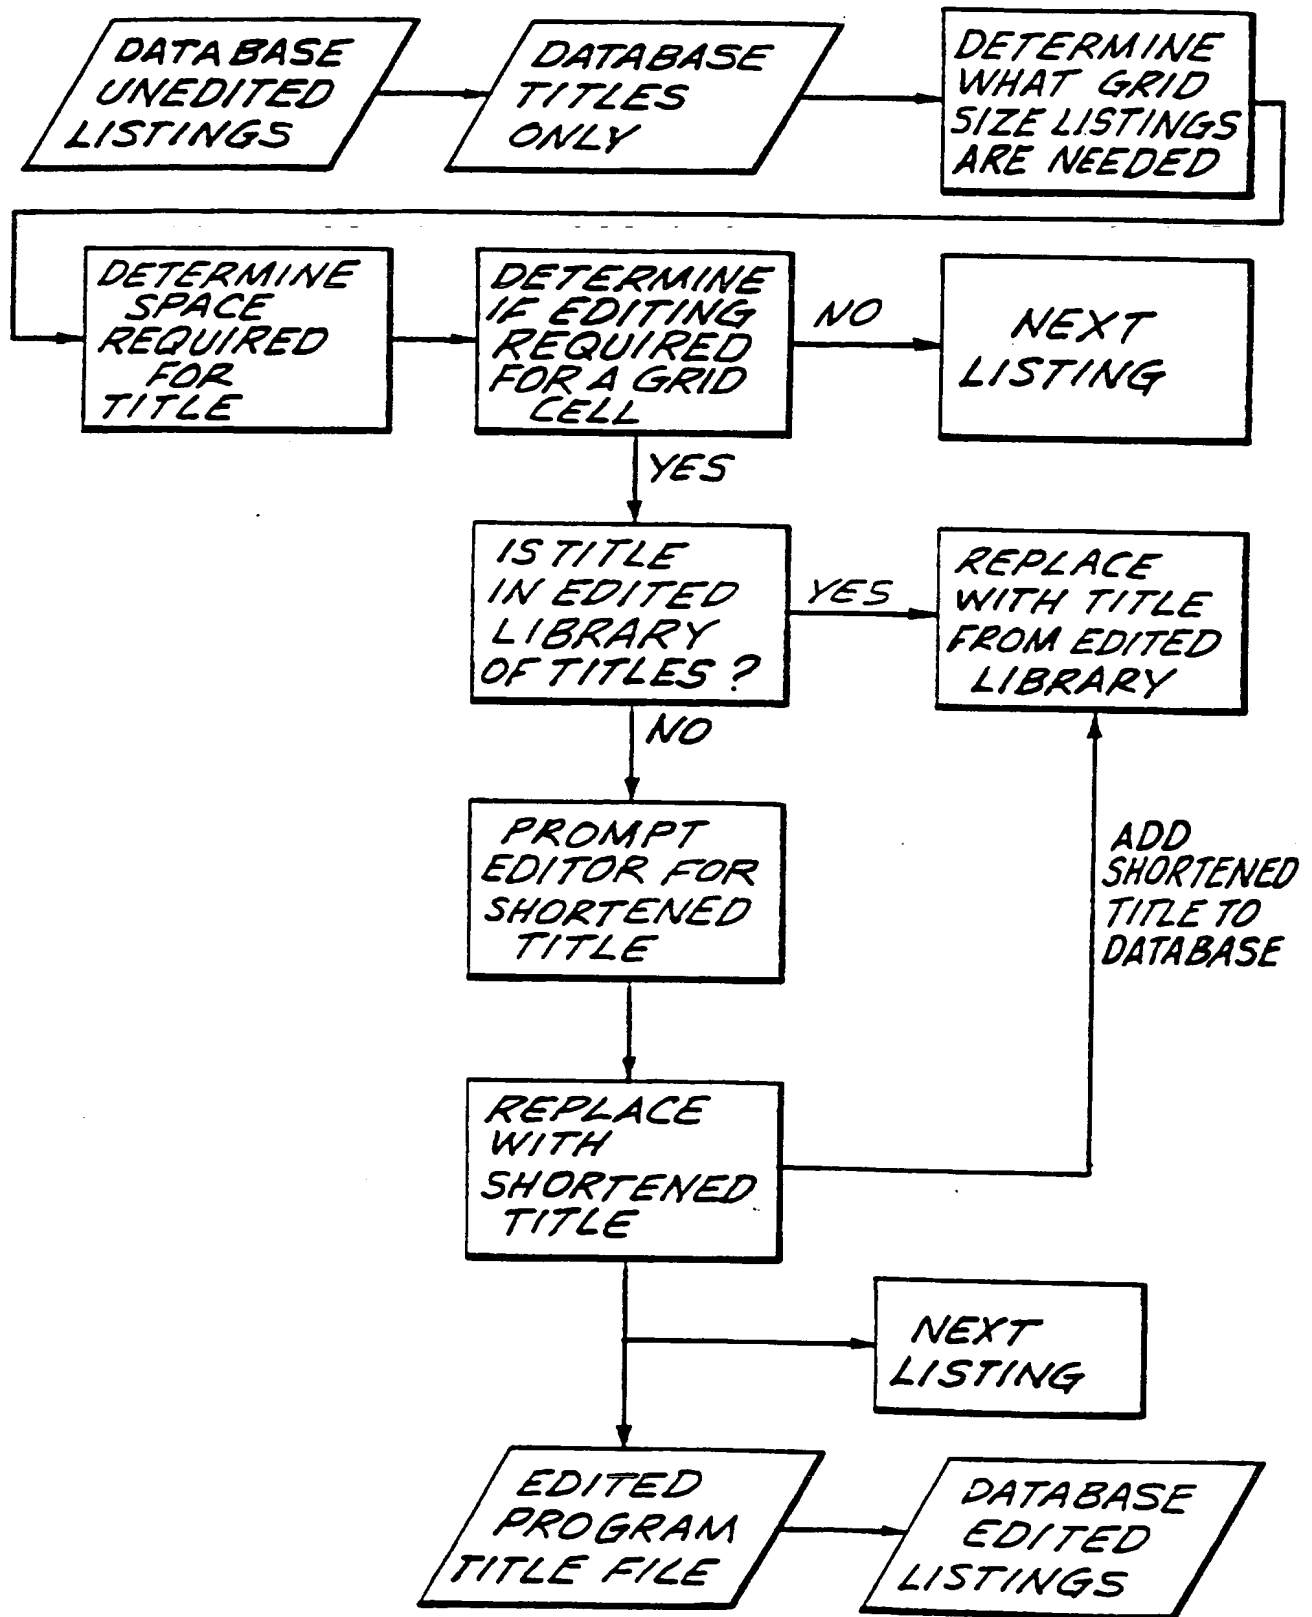 DATABASE
UNEDITED
LISTINGS
DATABASE
TITLES
ONLY
DETERMINE
WHAT GRID
SIZE LISTINGS
ARE NEEDED
DETERMINE
SPACE
REQUIRED
FOR
TITLE
DETERMINE
IF EDITING
REQUIRED
FOR A GRID
CELL
NO
NEXT
LISTING
YES
IS TITLE
IN EDITED
LIBRARY
OF TITLES?
YES
REPLACE
WITH TITLE
FROM EDITED
LIBRARY
NO
PROMPT
EDITOR FOR
SHORTENED
TITLE
ADD
SHORTENED
TITLE TO
DATABASE
REPLACE
WITH
SHORTENED
TITLE
NEXT
LISTING
EDITED
PROGRAM
TITLE FILE
DATABASE
EDITED
LISTINGS